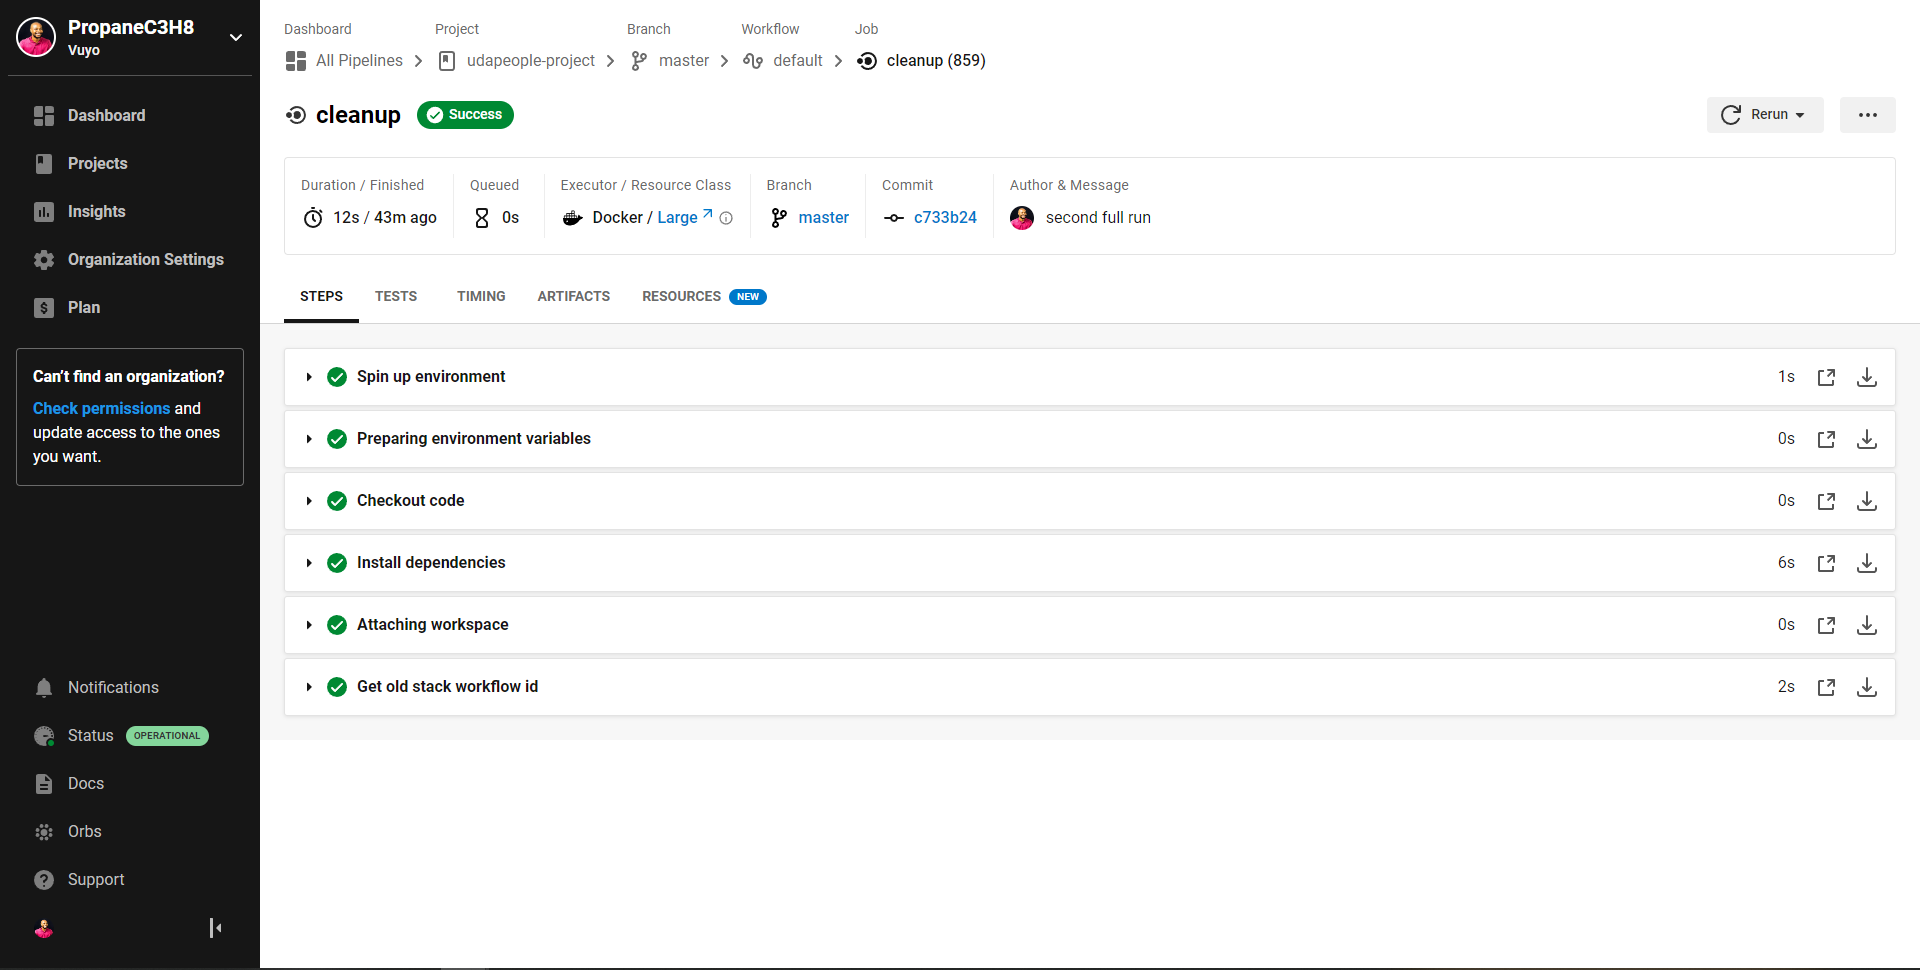 PropaneC3H8
Vuyo
Dashboard
Projects
Insights
Organization Settings
Plan
Can't find an organization?
Check permissions and
update access to the ones
you want.
Notifications
Status OPERATIONAL
Docs
Orbs
Support
Dashboard Project Branch Workflow Job
All Pipelines udapeople-project master default cleanup (859)
cleanup Success Rerun
Duration / Finished Queued Executor / Resource Class Branch Commit Author & Message
12s / 43m ago 0s Docker / Large master c733b24 second full run
STEPS TESTS TIMING ARTIFACTS RESOURCES NEW
Spin up environment 1s
Preparing environment variables 0s
Checkout code 0s
Install dependencies 6s
Attaching workspace 0s
Get old stack workflow id 2s